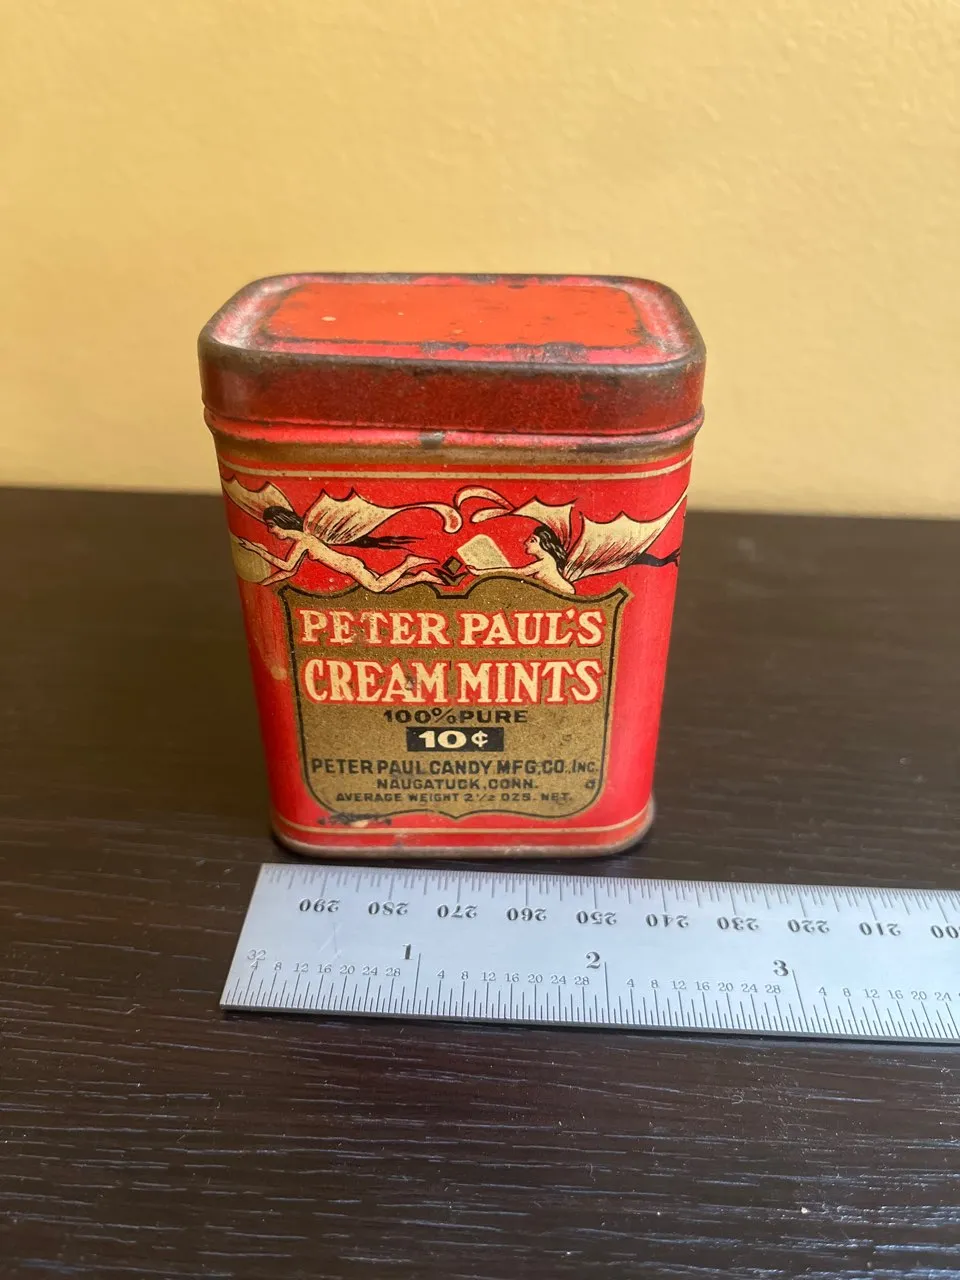 PETER PAUL'S
CREAM MINTS
100% PURE
10¢
PETER PAUL CANDY MFG. CO. INC.
NAUGATUCK, CONN.
AVERAGE WEIGHT 2 1/2 OZS. NET.
290 280 270 260 250 240 230 220 210
32 1 2 3
4 8 12 16 20 24 28 4 8 12 16 20 24 28 4 8 12 16 20 24 28 4 8 12 16 20 24